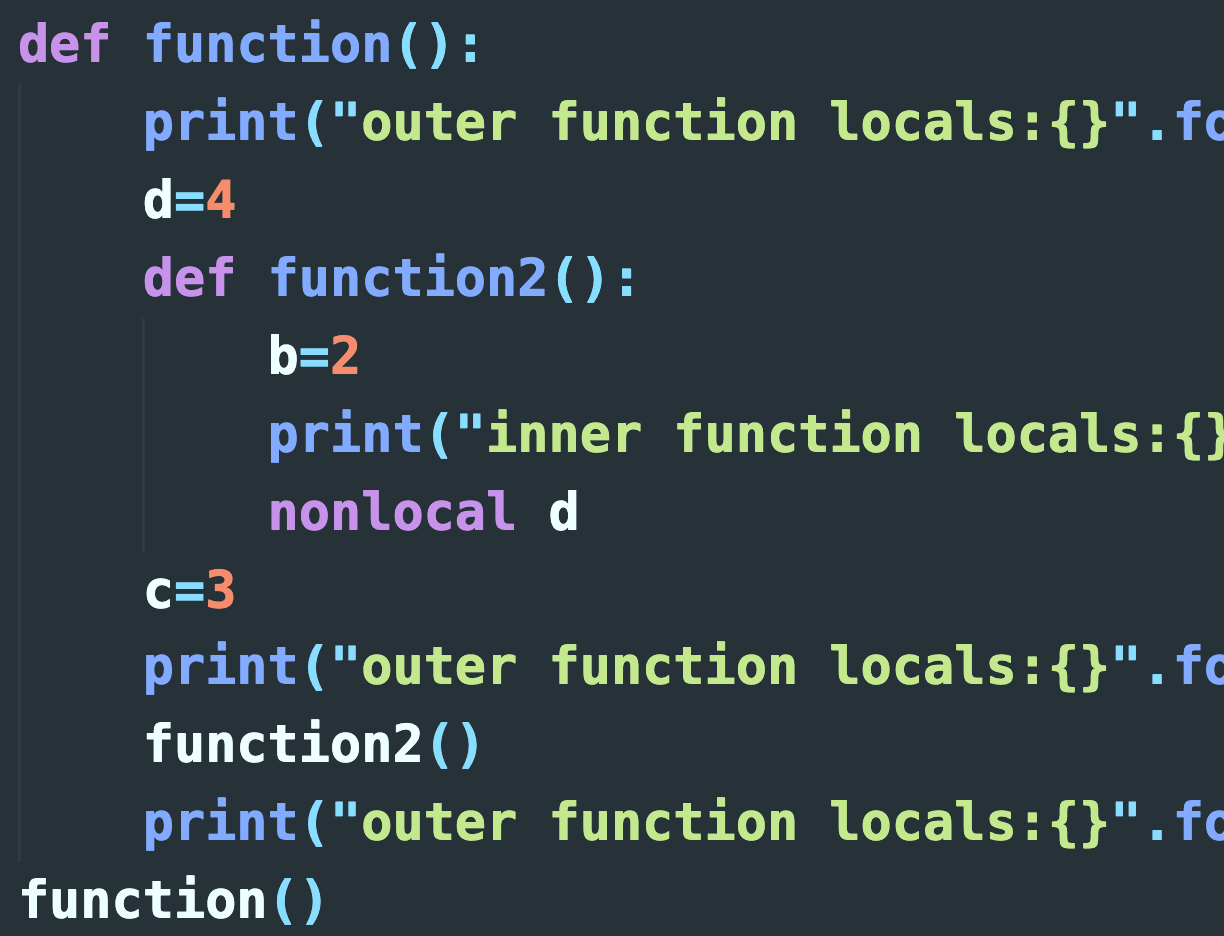 def function():
    print("outer function locals:{}".fo
    d=4
    def function2():
        b=2
        print("inner function locals:{}
        nonlocal d
    c=3
    print("outer function locals:{}".fo
    function2()
    print("outer function locals:{}".fo
function()